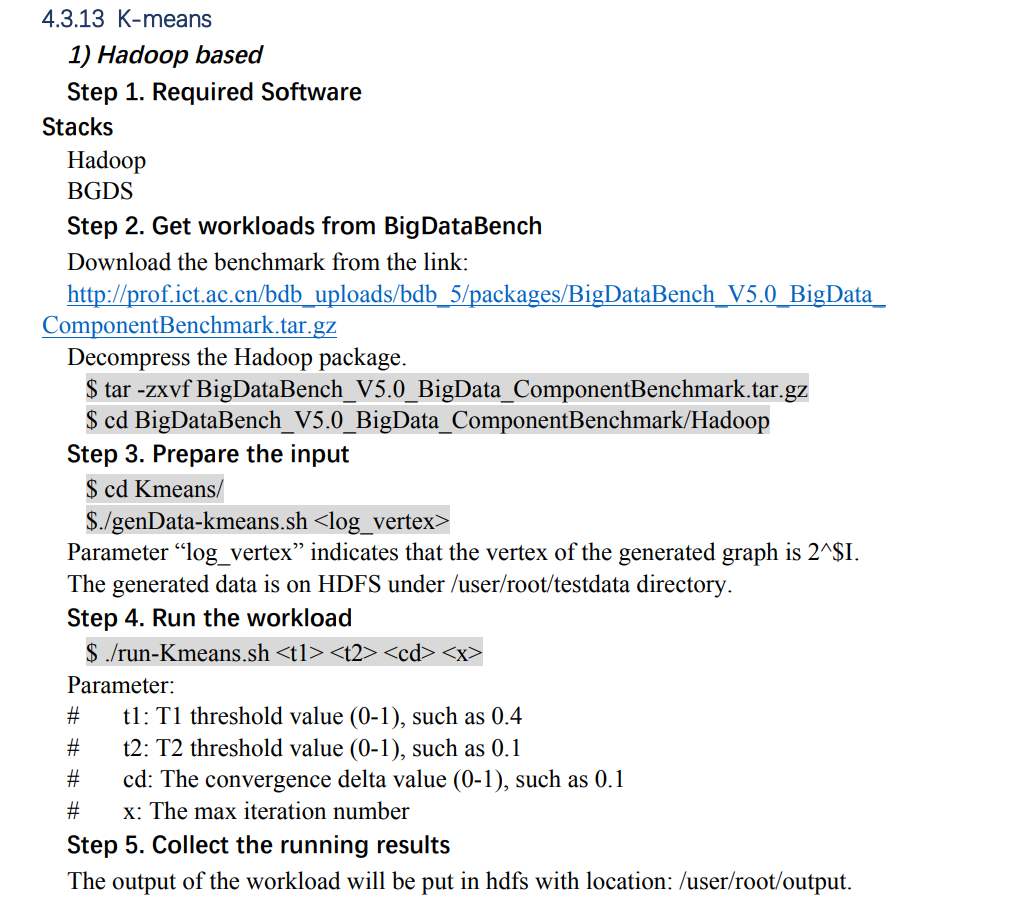 4.3.13 K-means
1) Hadoop based
Step 1. Required Software
Stacks
Hadoop
BGDS
Step 2. Get workloads from BigDataBench
Download the benchmark from the link:
http://prof.ict.ac.cn/bdb_uploads/bdb_5/packages/BigDataBench_V5.0_BigData_
ComponentBenchmark.tar.gz
Decompress the Hadoop package.
$ tar -zxvf BigDataBench_V5.0_BigData_ComponentBenchmark.tar.gz
$ cd BigDataBench_V5.0_BigData_ComponentBenchmark/Hadoop
Step 3. Prepare the input
$ cd Kmeans/
$./genData-kmeans.sh <log_vertex>
Parameter “log_vertex” indicates that the vertex of the generated graph is 2^$I.
The generated data is on HDFS under /user/root/testdata directory.
Step 4. Run the workload
$ ./run-Kmeans.sh <t1> <t2> <cd> <x>
Parameter:
# t1: T1 threshold value (0-1), such as 0.4
# t2: T2 threshold value (0-1), such as 0.1
# cd: The convergence delta value (0-1), such as 0.1
# x: The max iteration number
Step 5. Collect the running results
The output of the workload will be put in hdfs with location: /user/root/output.